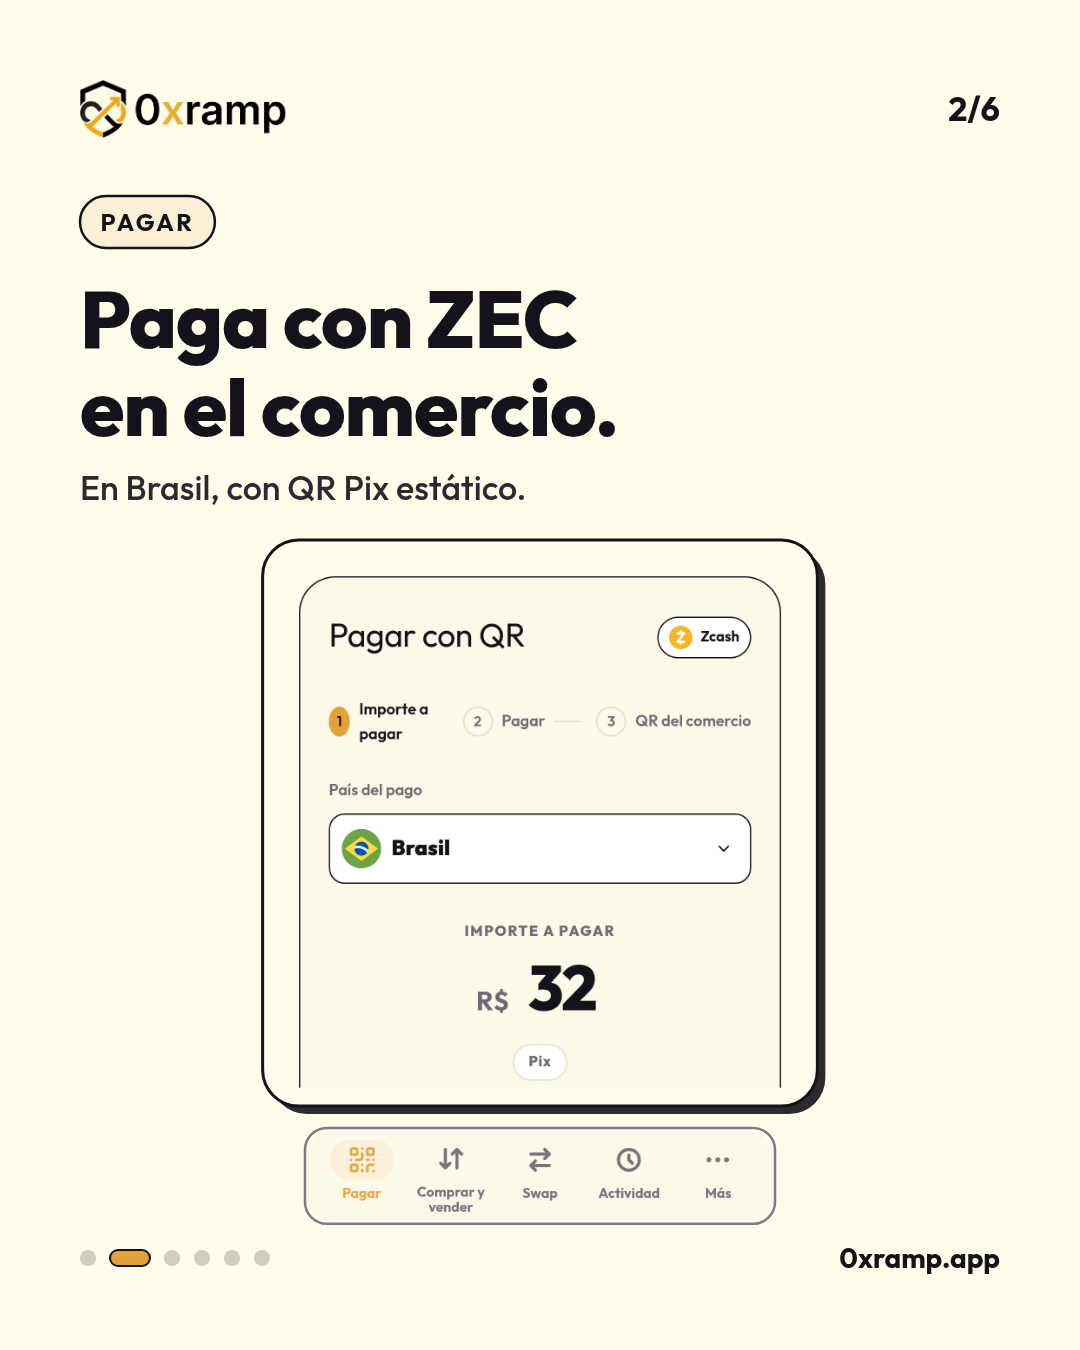 0xramp
2/6
PAGAR
Paga con ZEC
en el comercio.
En Brasil, con QR Pix estático.
Pagar con QR
Zcash
1 Importe a
pagar
2 Pagar
3 QR del comercio
País del pago
Brasil
IMPORTE A PAGAR
R$ 32
Pix
Pagar
Comprar y
vender
Swap
Actividad
Más
0xramp.app